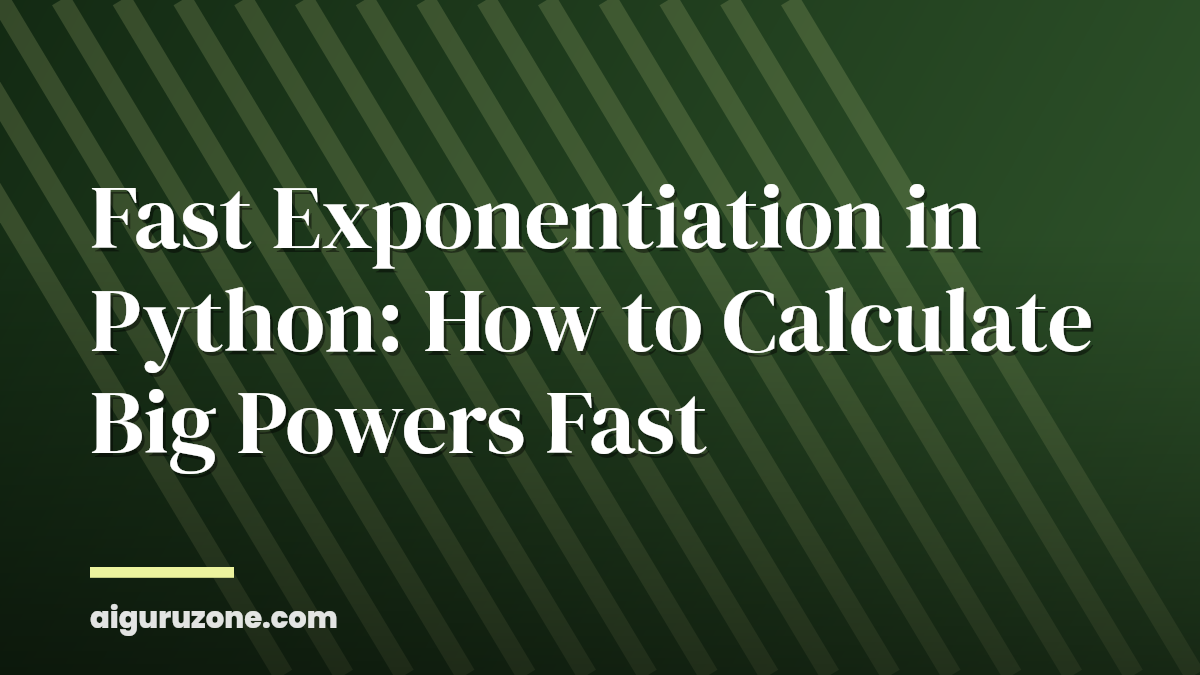 Fast Exponentiation in
Python: How to Calculate
Big Powers Fast
aiguruzone.com